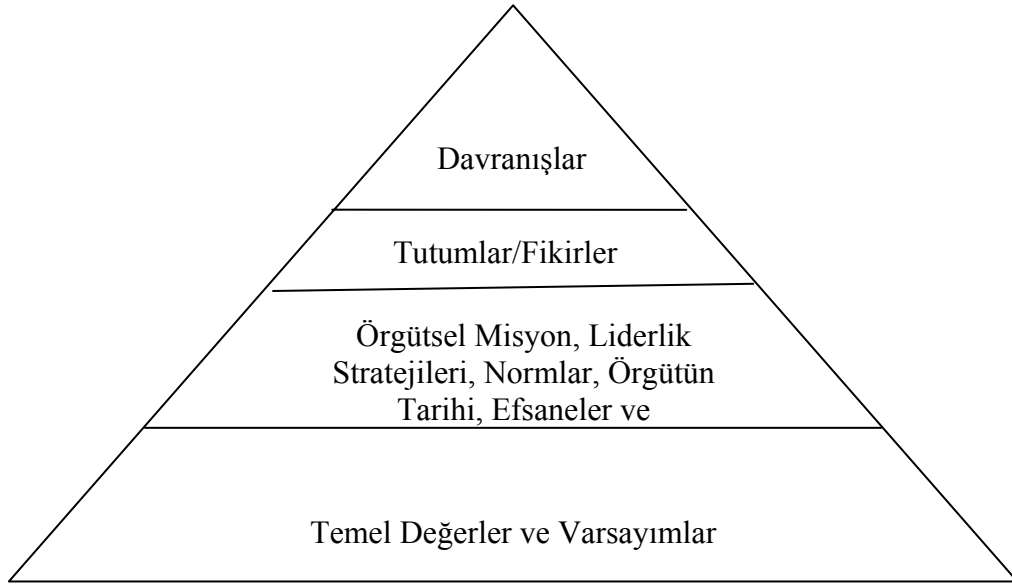 Davranışlar
Tutumlar/Fikirler
Örgütsel Misyon, Liderlik
Stratejileri, Normlar, Örgütün
Tarihi, Efsaneler ve
Temel Değerler ve Varsayımlar